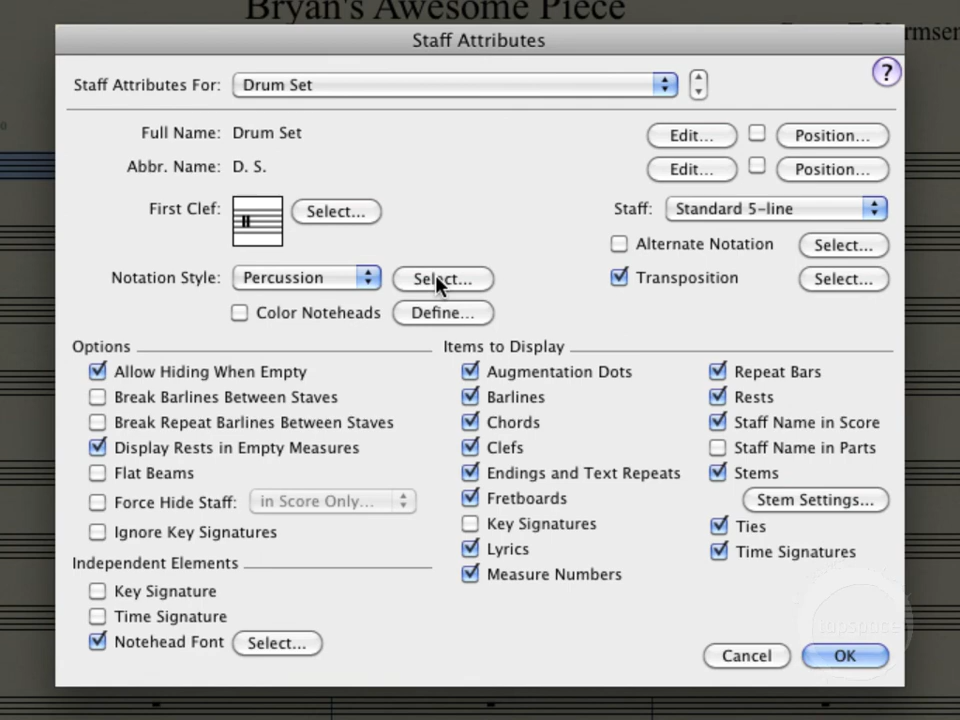 Bryan's Awesome Piece
Staff Attributes
Staff Attributes For: Drum Set
?
Full Name: Drum Set Edit... Position...
Abbr. Name: D. S. Edit... Position...
First Clef: Select... Staff: Standard 5-line
Alternate Notation Select...
Notation Style: Percussion Select... Transposition Select...
Color Noteheads Define...
Options Items to Display
Allow Hiding When Empty Augmentation Dots Repeat Bars
Break Barlines Between Staves Barlines Rests
Break Repeat Barlines Between Staves Chords Staff Name in Score
Display Rests in Empty Measures Clefs Staff Name in Parts
Flat Beams Endings and Text Repeats Stems
Force Hide Staff: in Score Only... Fretboards Stem Settings...
Ignore Key Signatures Key Signatures Ties
Independent Elements Lyrics Time Signatures
Key Signature Measure Numbers
Time Signature
Notehead Font Select...
tapspace
Cancel OK